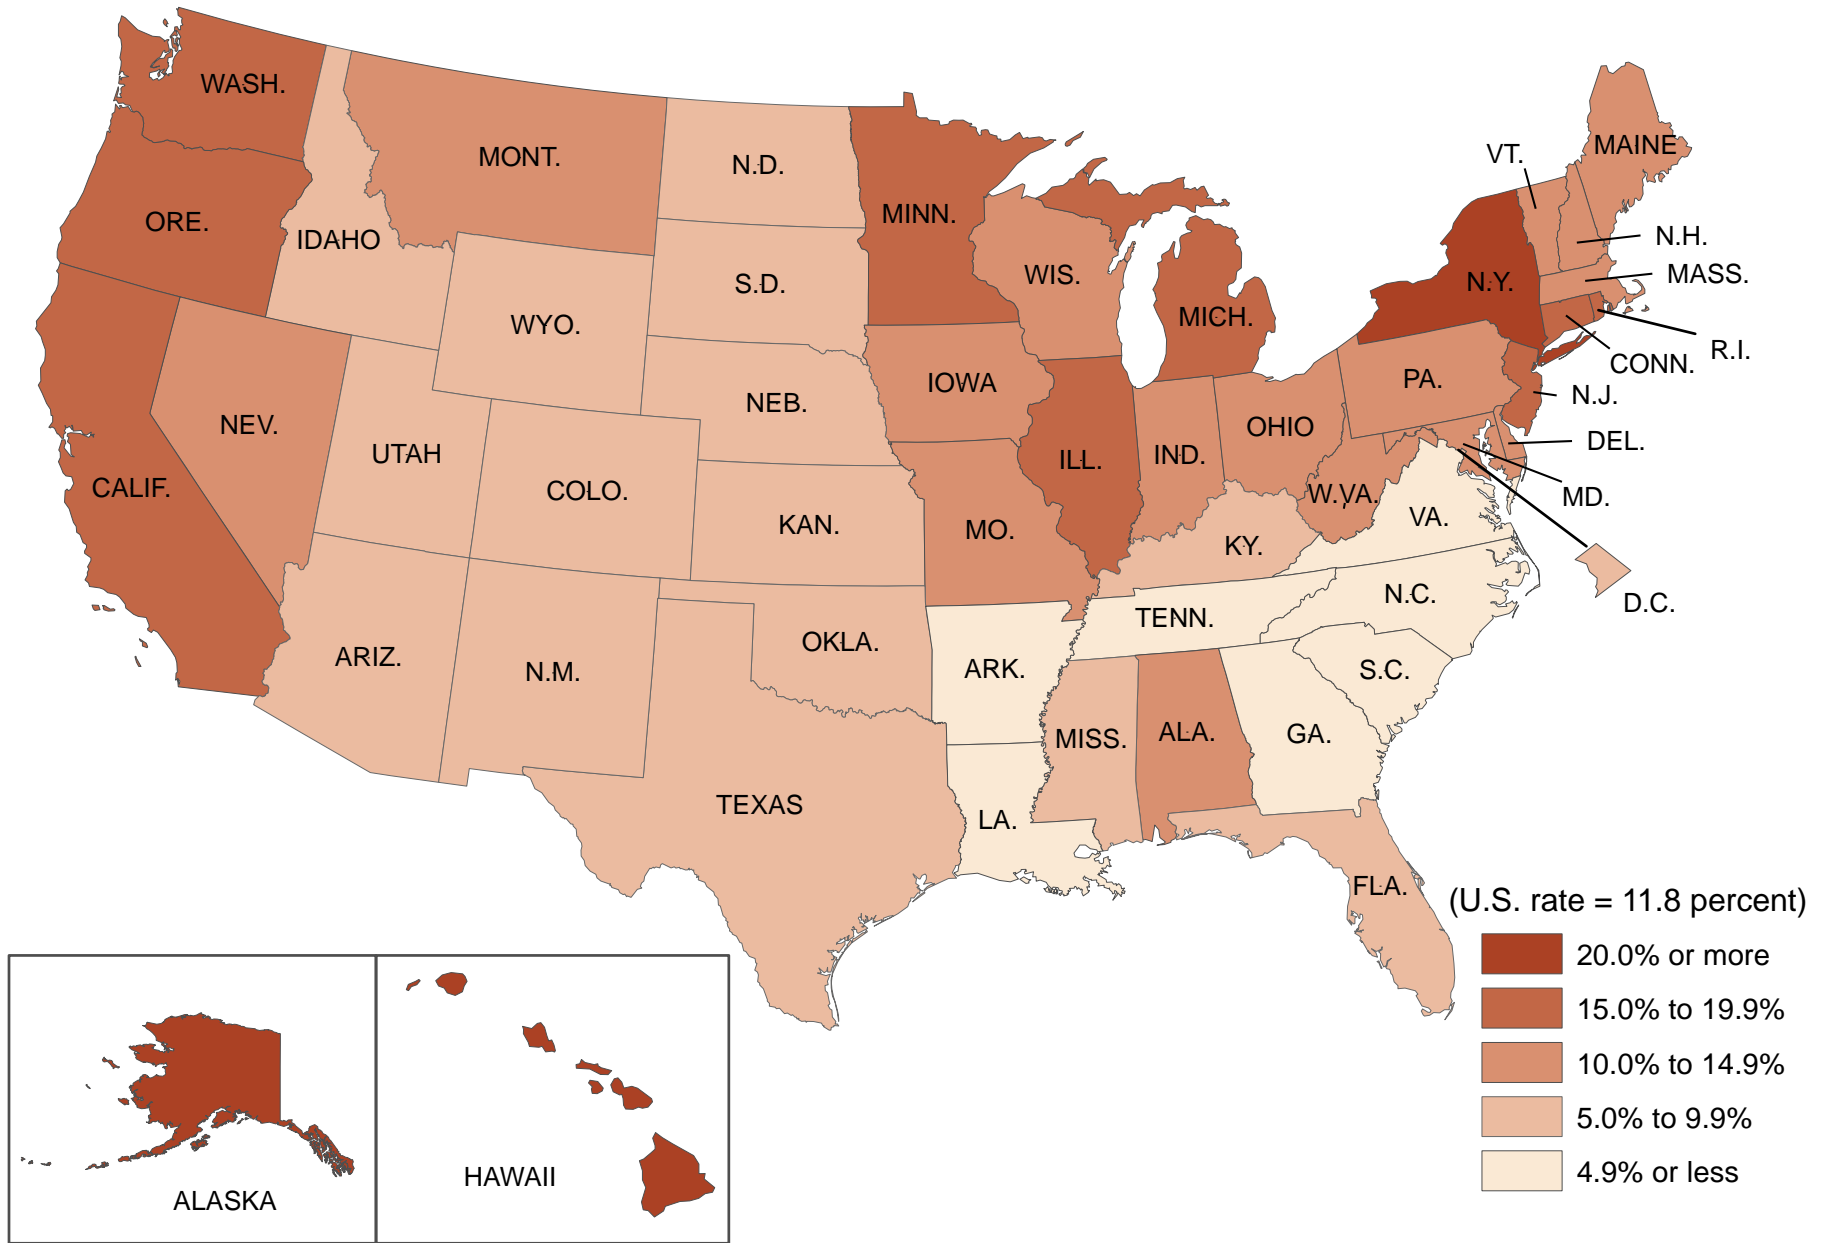 WASH.
MONT.
N.D.
MINN.
VT.
MAINE
ORE.
IDAHO
WYO.
S.D.
WIS.
MICH.
N.Y.
N.H.
MASS.
R.I.
CONN.
NEV.
UTAH
COLO.
NEB.
IOWA
ILL.
IND.
OHIO
PA.
N.J.
DEL.
MD.
CALIF.
KAN.
MO.
KY.
W.VA.
VA.
D.C.
ARIZ.
N.M.
OKLA.
ARK.
TENN.
N.C.
S.C.
TEXAS
LA.
MISS.
ALA.
GA.
FLA.
ALASKA
HAWAII
(U.S. rate = 11.8 percent)
20.0% or more
15.0% to 19.9%
10.0% to 14.9%
5.0% to 9.9%
4.9% or less